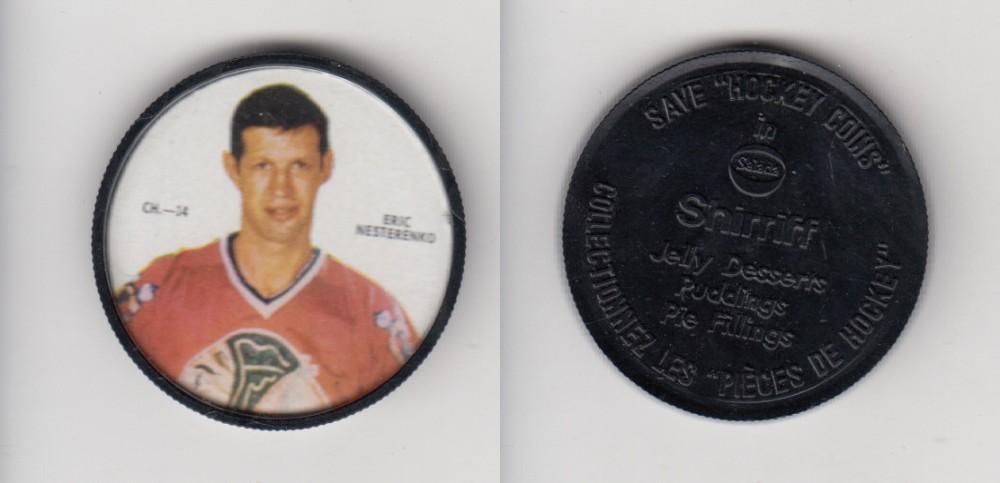 CH.—14
ERIC
NESTERENKO
SAVE "HOCKEY COINS"
in
Salada
Shirriff
Jelly Desserts
Puddings
Pie Fillings
COLLECTIONNEZ LES "PIÈCES DE HOCKEY"